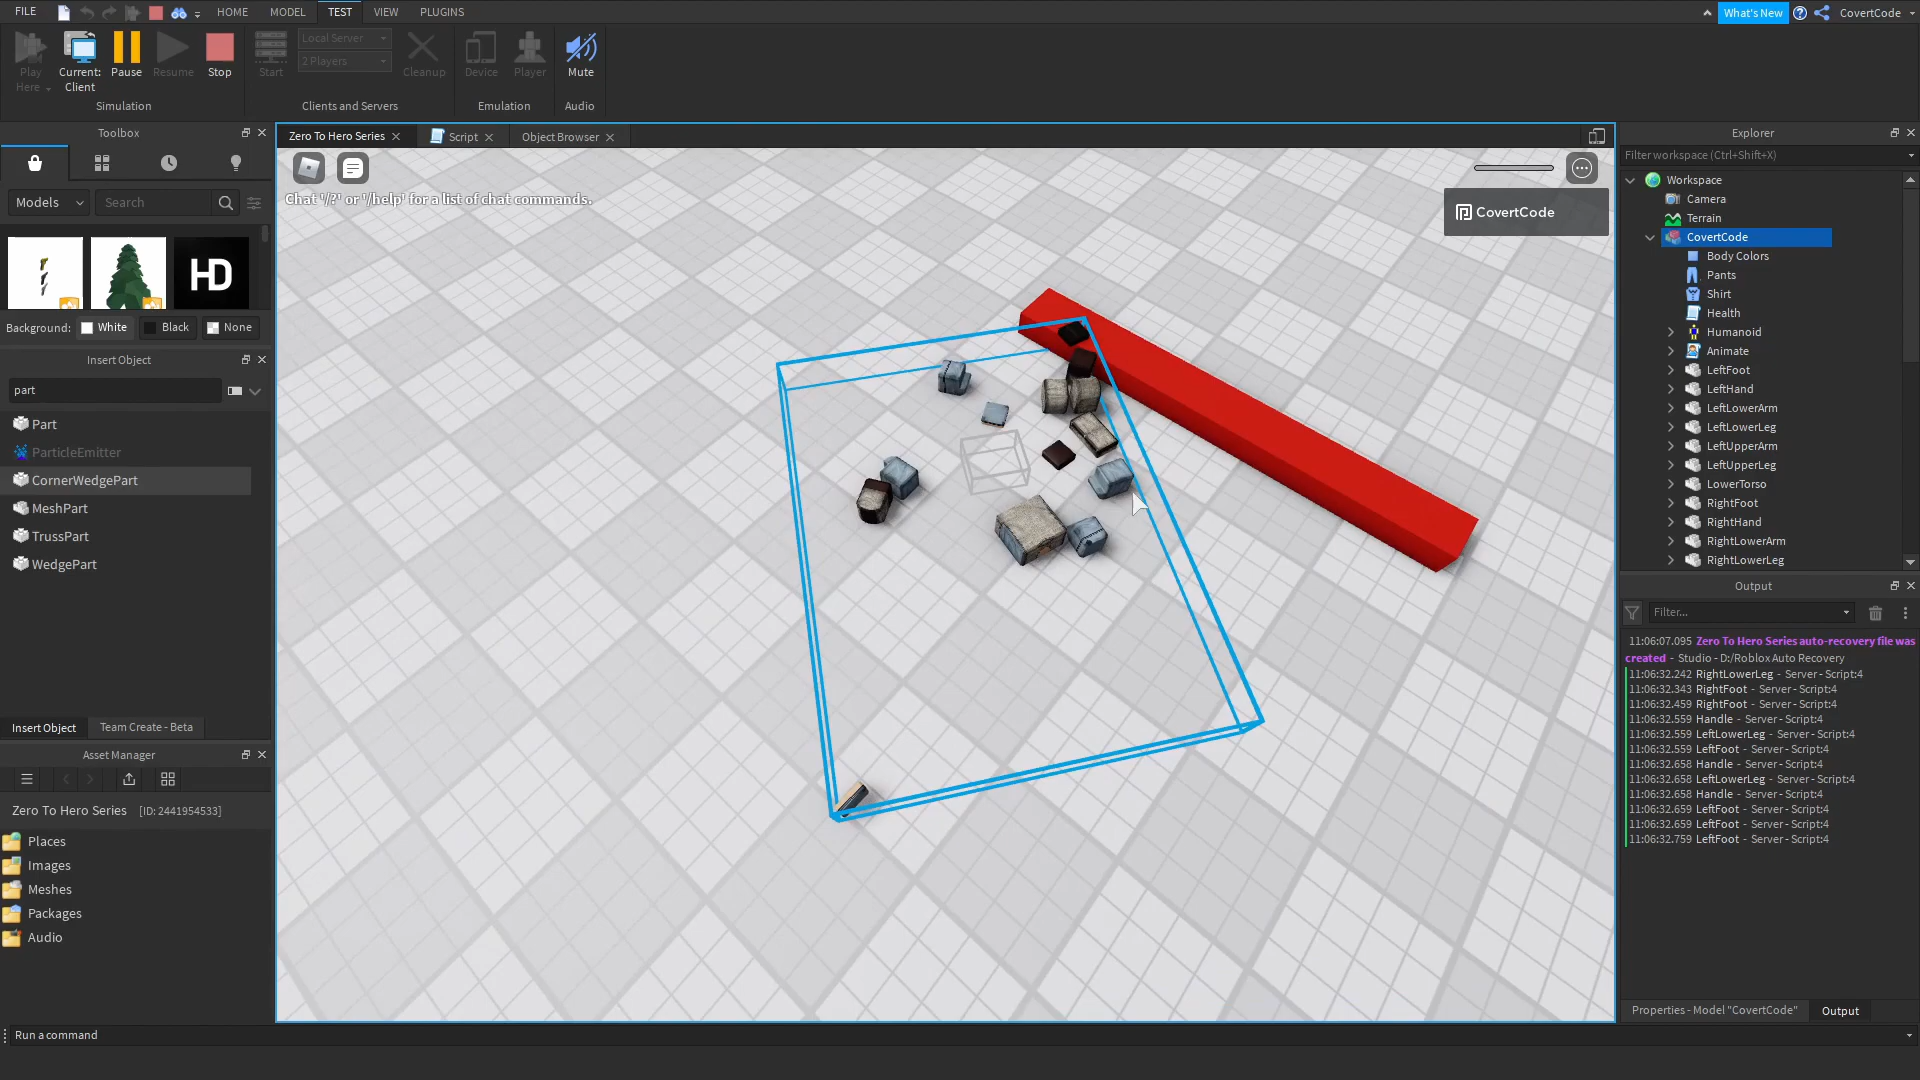 FILE
HOME
MODEL
TEST
VIEW
PLUGINS
What's New
CovertCode
Play
Here
Current:
Client
Pause
Resume
Stop
Simulation
Start
Local Server
2 Players
Cleanup
Clients and Servers
Device
Player
Emulation
Mute
Audio
Toolbox
Models
Search
HD
Background:
White
Black
None
Insert Object
part
Part
ParticleEmitter
CornerWedgePart
MeshPart
TrussPart
WedgePart
Insert Object
Team Create - Beta
Asset Manager
Zero To Hero Series [ID: 2441954533]
Places
Images
Meshes
Packages
Audio
Run a command
Zero To Hero Series
Script
Object Browser
Chat '/?' or '/help' for a list of chat commands.
CovertCode
Explorer
Filter workspace (Ctrl+Shift+X)
Workspace
Camera
Terrain
CovertCode
Body Colors
Pants
Shirt
Health
Humanoid
Animate
LeftFoot
LeftHand
LeftLowerArm
LeftLowerLeg
LeftUpperArm
LeftUpperLeg
LowerTorso
RightFoot
RightHand
RightLowerArm
RightLowerLeg
Output
Filter...
11:06:07.095 Zero To Hero Series auto-recovery file was
created - Studio - D:/Roblox Auto Recovery
11:06:32.242 RightLowerLeg - Server - Script:4
11:06:32.343 RightFoot - Server - Script:4
11:06:32.459 RightFoot - Server - Script:4
11:06:32.559 Handle - Server - Script:4
11:06:32.559 LeftLowerLeg - Server - Script:4
11:06:32.559 LeftFoot - Server - Script:4
11:06:32.658 Handle - Server - Script:4
11:06:32.658 LeftLowerLeg - Server - Script:4
11:06:32.658 Handle - Server - Script:4
11:06:32.659 LeftFoot - Server - Script:4
11:06:32.659 LeftFoot - Server - Script:4
11:06:32.759 LeftFoot - Server - Script:4
Properties - Model "CovertCode"
Output